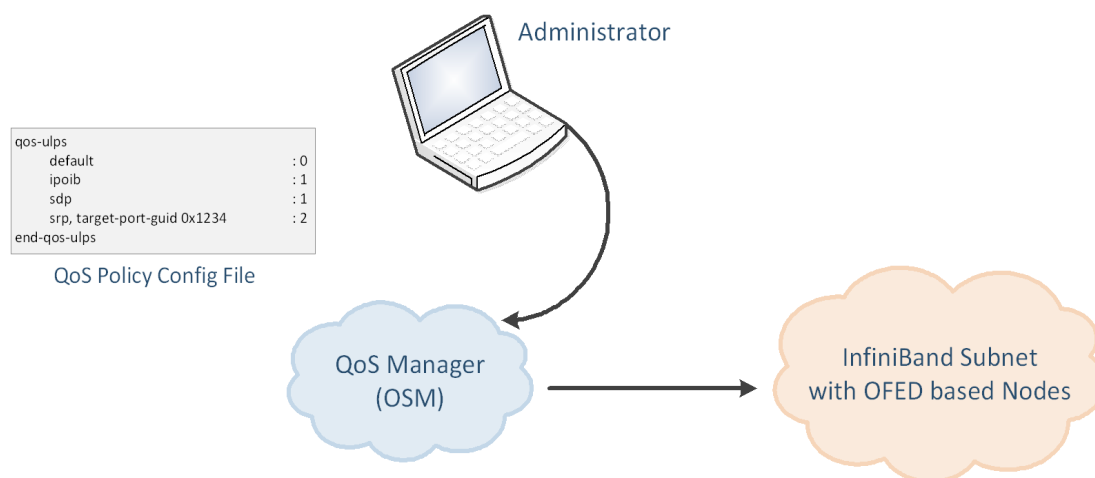 Administrator
qos-ulps
default : 0
ipoib : 1
sdp : 1
srp, target-port-guid 0x1234 : 2
end-qos-ulps
QoS Policy Config File
QoS Manager
(OSM)
InfiniBand Subnet
with OFED based Nodes